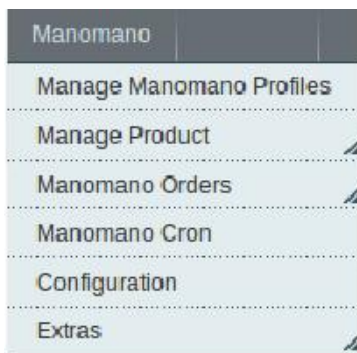 Manomano
Manage Manomano Profiles
Manage Product
Manomano Orders
Manomano Cron
Configuration
Extras